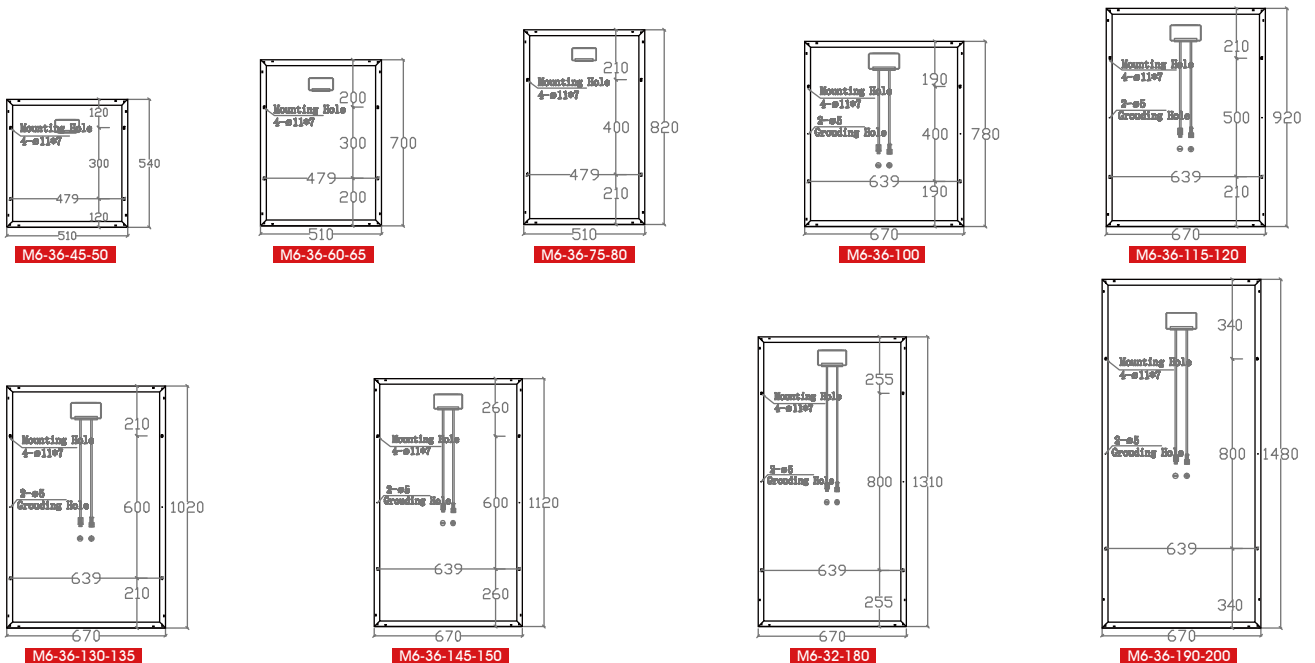 120
Mounting Hole
4-ø11*7
300
540
479
120
510
M6-36-45-50
200
Mounting Hole
4-ø11*7
300
700
479
200
510
M6-36-60-65
210
Mounting Hole
4-ø11*7
400
820
479
210
510
M6-36-75-80
190
Mounting Hole
4-ø11*7
2-ø5
Grouding Hole
400
780
639
190
670
M6-36-100
210
Mounting Hole
4-ø11*7
2-ø5
Grouding Hole
500
920
639
210
670
M6-36-115-120
210
Mounting Hole
4-ø11*7
2-ø5
Grouding Hole
600
1020
639
210
670
M6-36-130-135
260
Mounting Hole
4-ø11*7
2-ø5
Grouding Hole
600
1120
639
260
670
M6-36-145-150
255
Mounting Hole
4-ø11*7
2-ø5
Grouding Hole
800
1310
639
255
670
M6-32-180
340
Mounting Hole
4-ø11*7
2-ø5
Grouding Hole
800
1480
639
340
670
M6-36-190-200